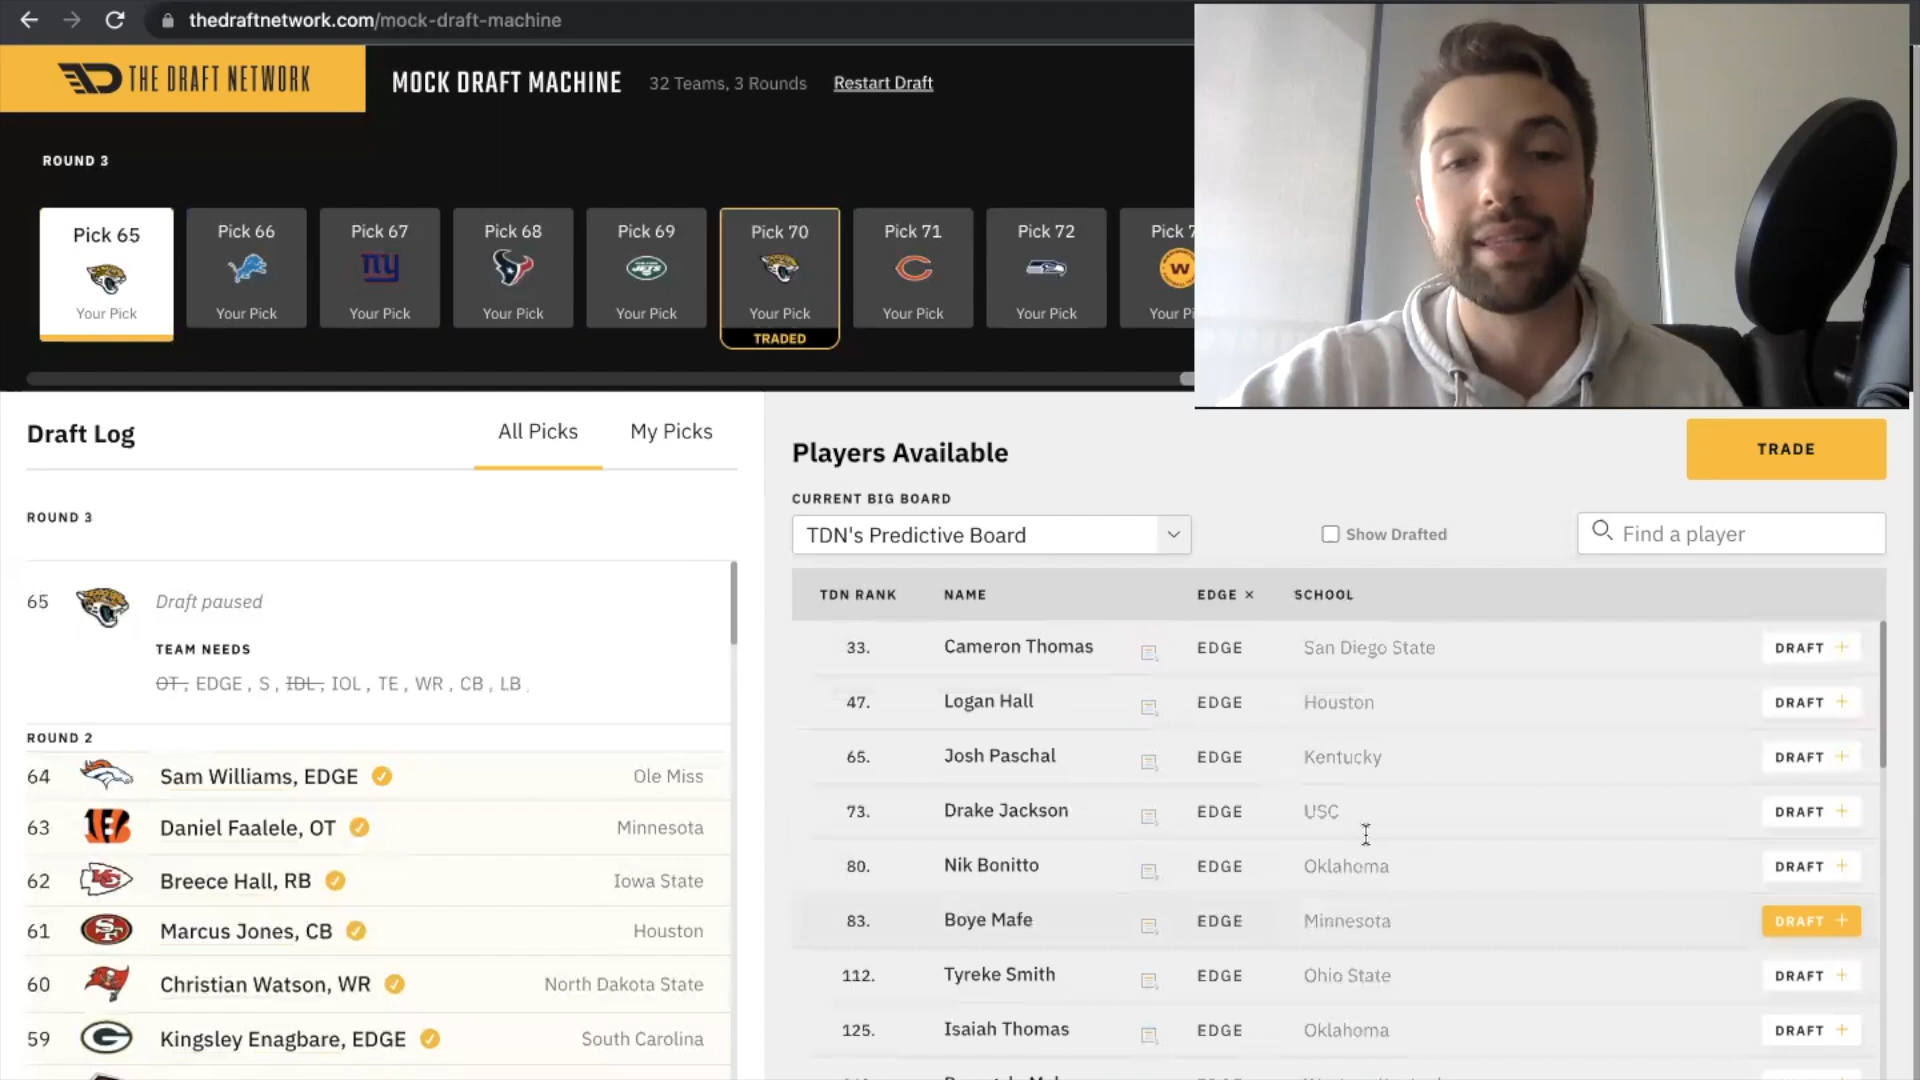 thedraftnetwork.com/mock-draft-machine
THE DRAFT NETWORK
MOCK DRAFT MACHINE
32 Teams, 3 Rounds
Restart Draft
ROUND 3
Pick 65
Your Pick
Pick 66
Your Pick
Pick 67
ny
Your Pick
Pick 68
Your Pick
Pick 69
JETS
Your Pick
Pick 70
Your Pick
TRADED
Pick 71
C
Your Pick
Pick 72
Your Pick
Pick
W
Your
Draft Log
All Picks
My Picks
ROUND 3
65
Draft paused
TEAM NEEDS
OT, EDGE, S, IDL, IOL, TE, WR, CB, LB,
ROUND 2
64 Sam Williams, EDGE Ole Miss
63 Daniel Faalele, OT Minnesota
62 KC Breece Hall, RB Iowa State
61 SF Marcus Jones, CB Houston
60 Christian Watson, WR North Dakota State
59 G Kingsley Enagbare, EDGE South Carolina
Players Available
TRADE
CURRENT BIG BOARD
TDN's Predictive Board
Show Drafted
Find a player
TDN RANK NAME EDGE × SCHOOL
33. Cameron Thomas EDGE San Diego State DRAFT +
47. Logan Hall EDGE Houston DRAFT +
65. Josh Paschal EDGE Kentucky DRAFT +
73. Drake Jackson EDGE USC DRAFT +
80. Nik Bonitto EDGE Oklahoma DRAFT +
83. Boye Mafe EDGE Minnesota DRAFT +
112. Tyreke Smith EDGE Ohio State DRAFT +
125. Isaiah Thomas EDGE Oklahoma DRAFT +